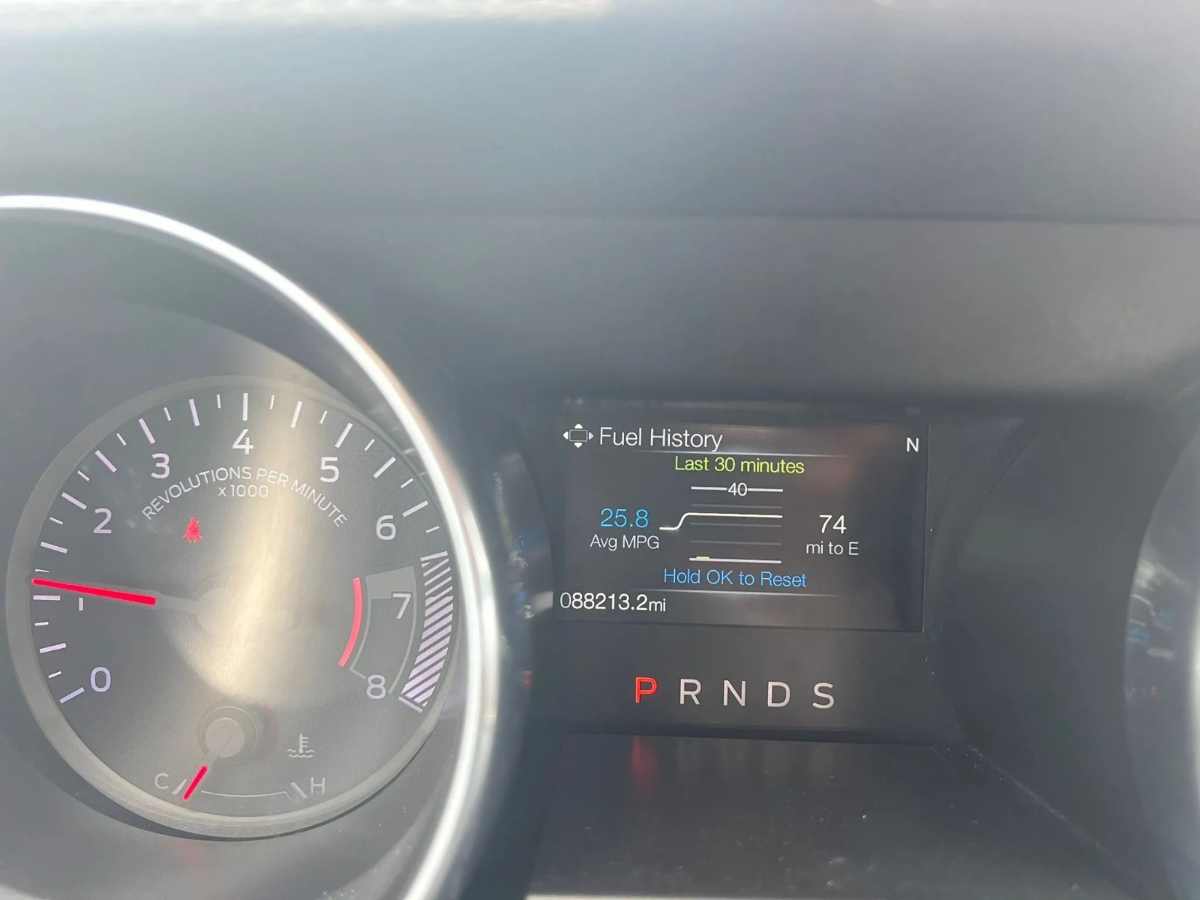 0
1
2
3
4
5
6
7
8
REVOLUTIONS PER MINUTE
x1000
C
H
Fuel History
N
Last 30 minutes
40
25.8
Avg MPG
74
mi to E
Hold OK to Reset
088213.2mi
P R N D S